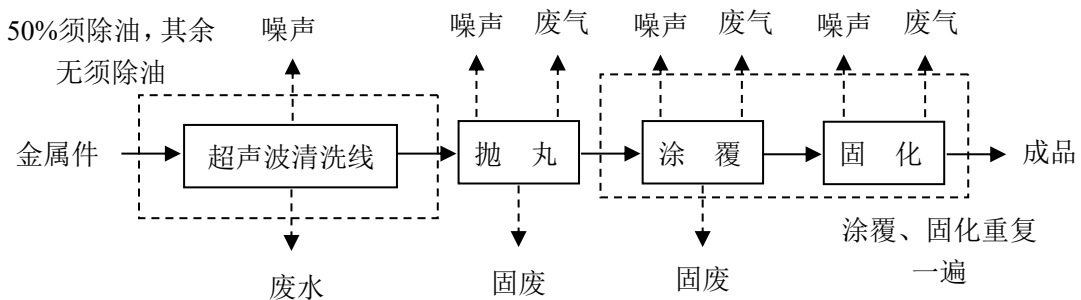 50%须除油，其余
无须除油
噪声
噪声
废气
噪声
废气
噪声
废气
金属件
超声波清洗线
抛 丸
涂 覆
固 化
成品
涂覆、固化重复
一遍
废水
固废
固废